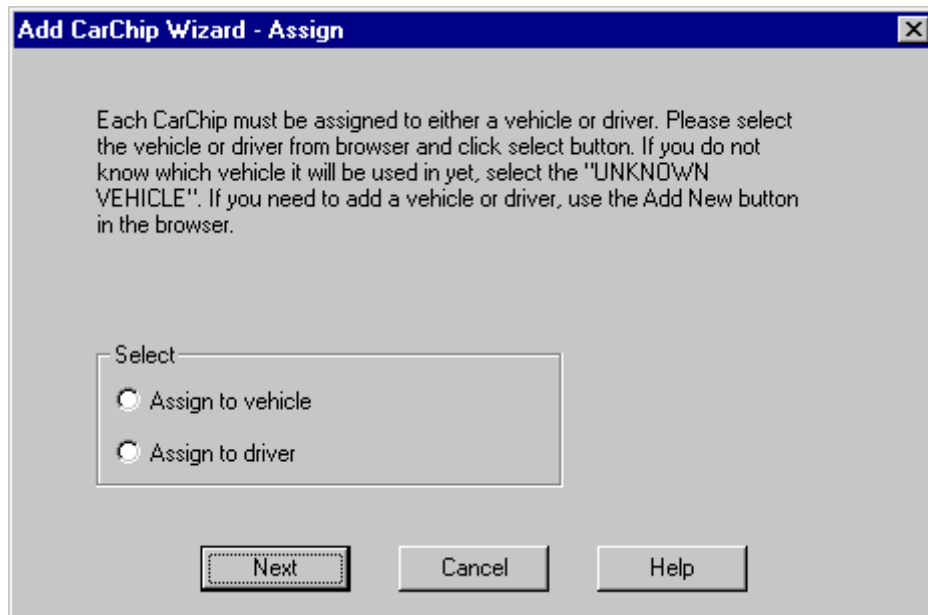 Add CarChip Wizard - Assign
Each CarChip must be assigned to either a vehicle or driver. Please select
the vehicle or driver from browser and click select button. If you do not
know which vehicle it will be used in yet, select the "UNKNOWN
VEHICLE". If you need to add a vehicle or driver, use the Add New button
in the browser.
Select
Assign to vehicle
Assign to driver
Next Cancel Help